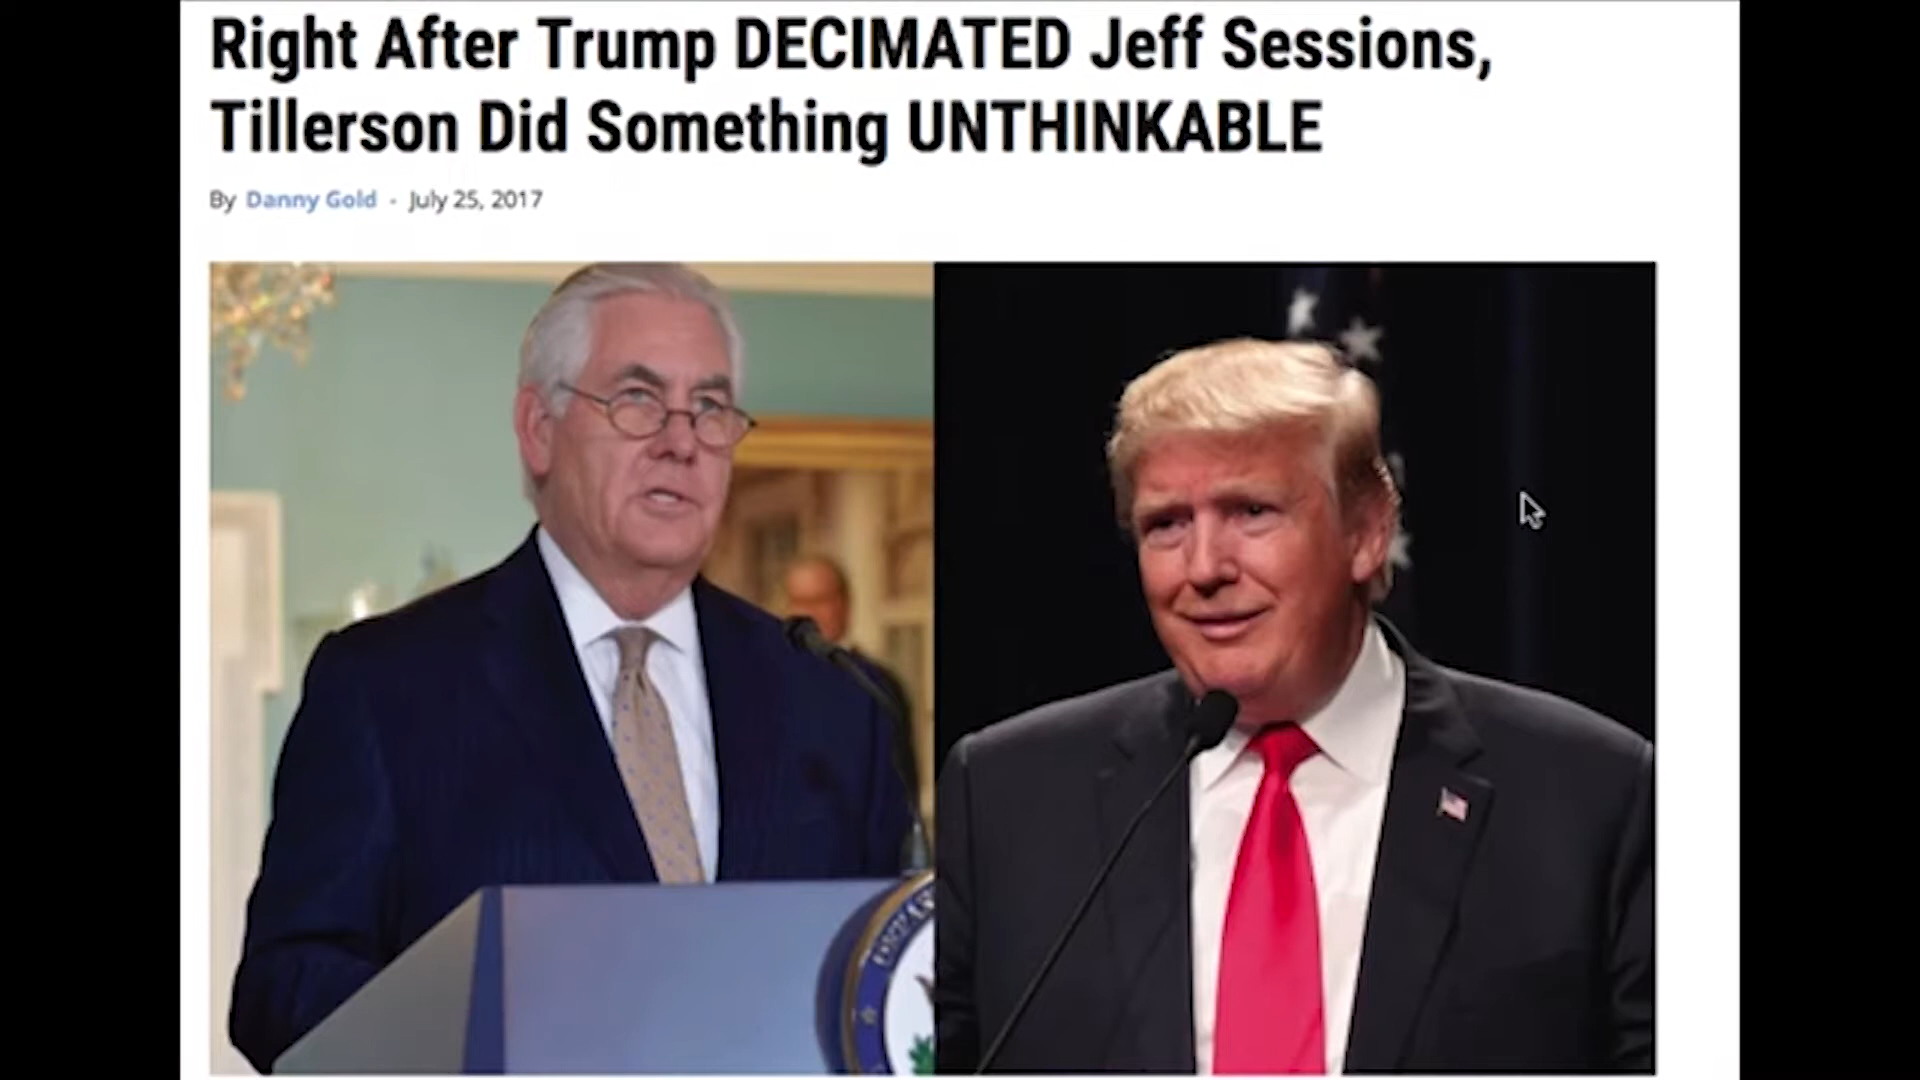 Right After Trump DECIMATED Jeff Sessions,
Tillerson Did Something UNTHINKABLE
By Danny Gold - July 25, 2017